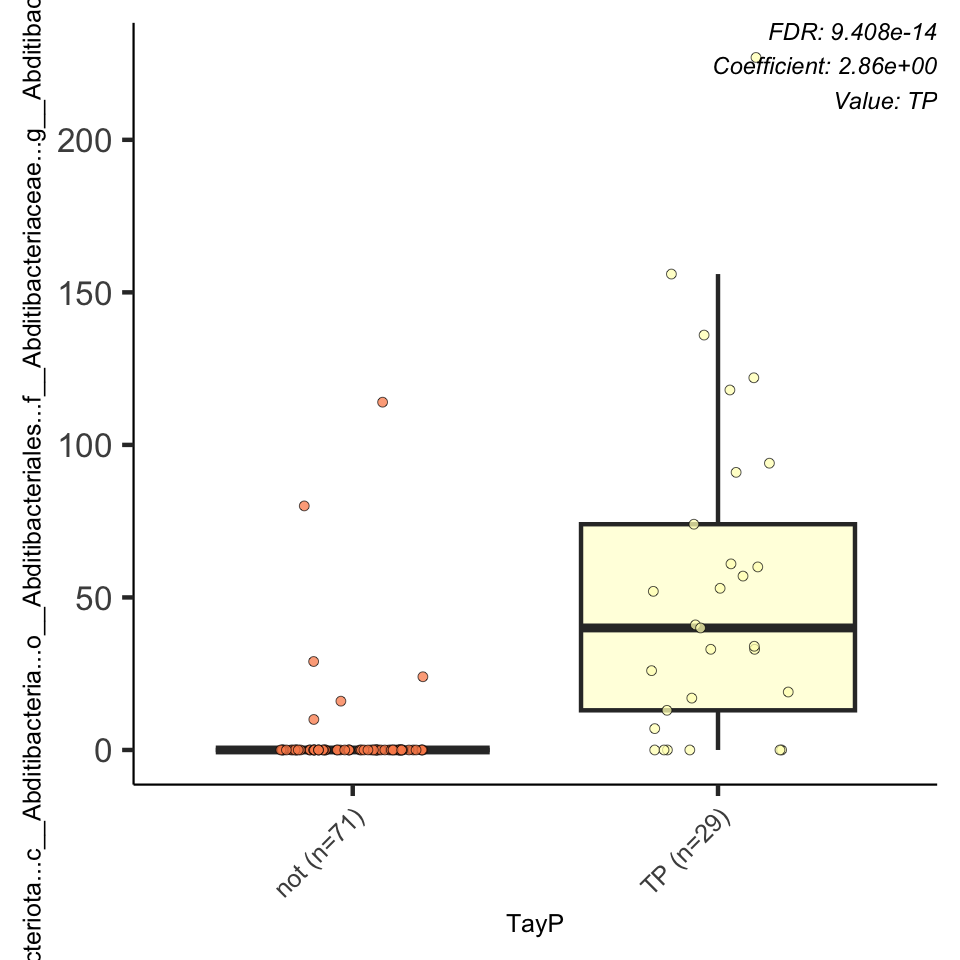 cteriota...c__Abditibacteria...o__Abditibacteriales...f__Abditibacteriaceae...g__Abditibac
FDR: 9.408e-14
Coefficient: 2.86e+00
Value: TP
200
150
100
50
0
not (n=71)
TP (n=29)
TayP